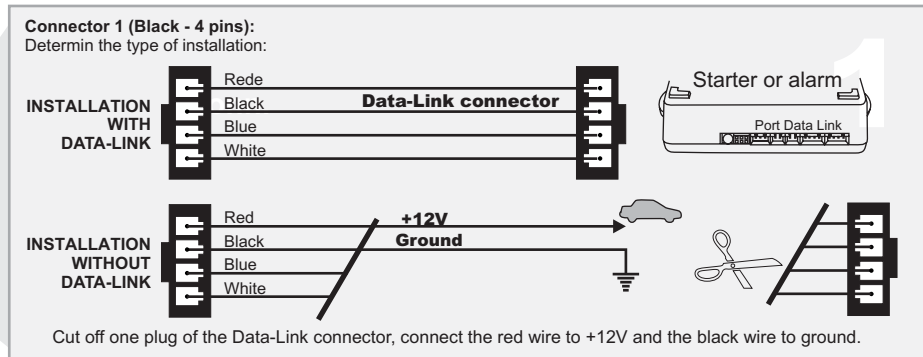 Connector 1 (Black - 4 pins):
Determin the type of installation:
1
INSTALLATION
WITH
DATA-LINK
Rede
Black
Blue
White
Data-Link connector
Starter or alarm
Port Data Link
INSTALLATION
WITHOUT
DATA-LINK
Red
Black
Blue
White
+12V
Ground
Cut off one plug of the Data-Link connector, connect the red wire to +12V and the black wire to ground.